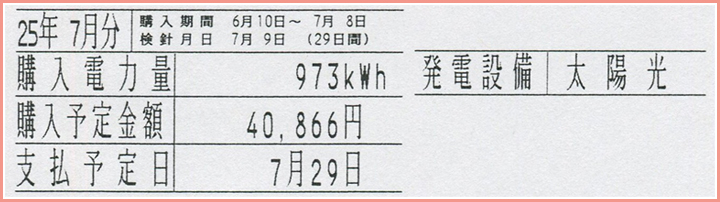 25年 7月分 購入期間 6月10日～ 7月 8日
検針月日 7月 9日 (29日間)
購入電力量 973kWh 発電設備 太陽光
購入予定金額 40,866円
支払予定日 7月29日